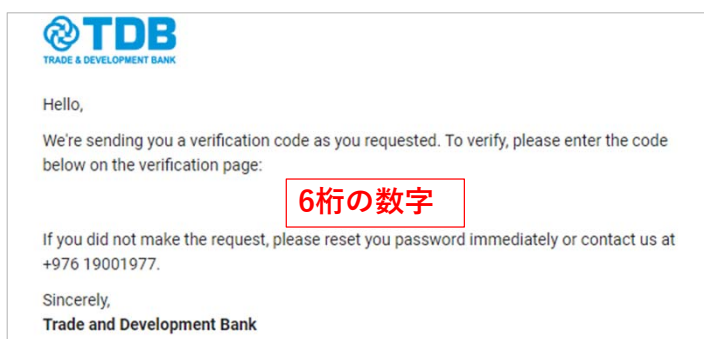 TDB
TRADE & DEVELOPMENT BANK
Hello,
We're sending you a verification code as you requested. To verify, please enter the code
below on the verification page:
6桁の数字
If you did not make the request, please reset you password immediately or contact us at
+976 19001977.
Sincerely,
Trade and Development Bank